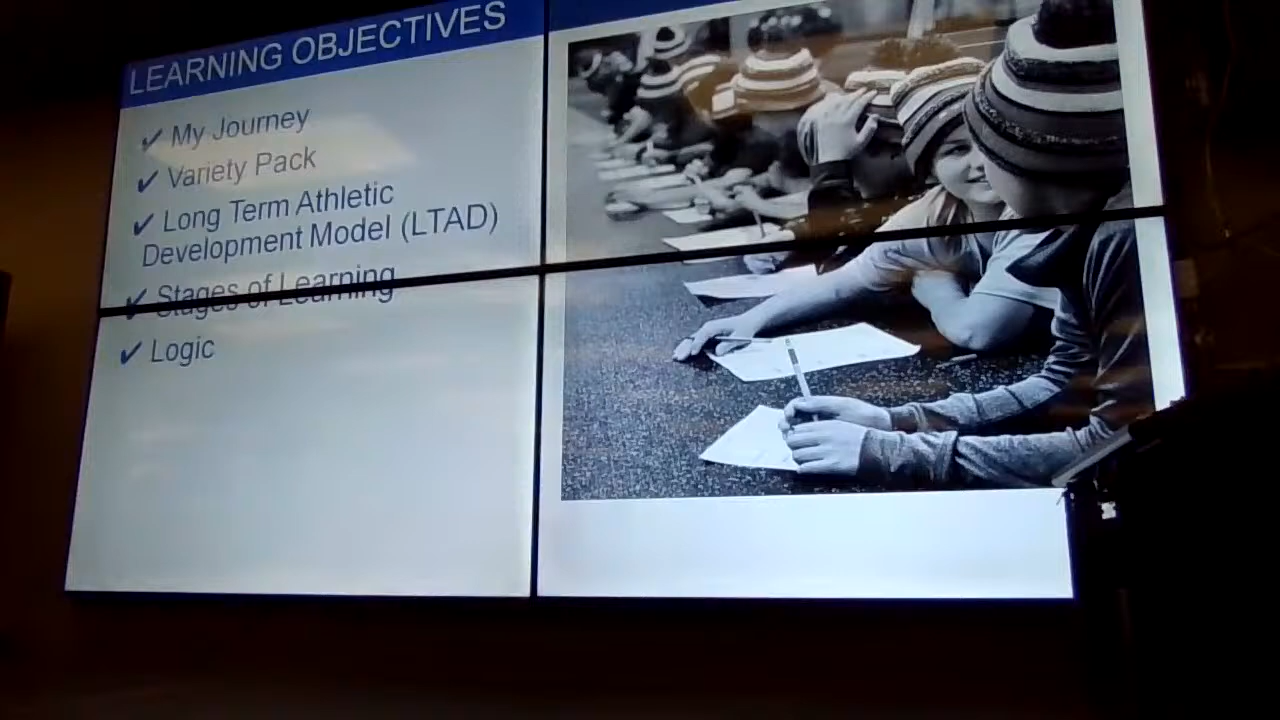 LEARNING OBJECTIVES
✔ My Journey
✔ Variety Pack
✔ Long Term Athletic
Development Model (LTAD)
✔ Stages of Learning
✔ Logic